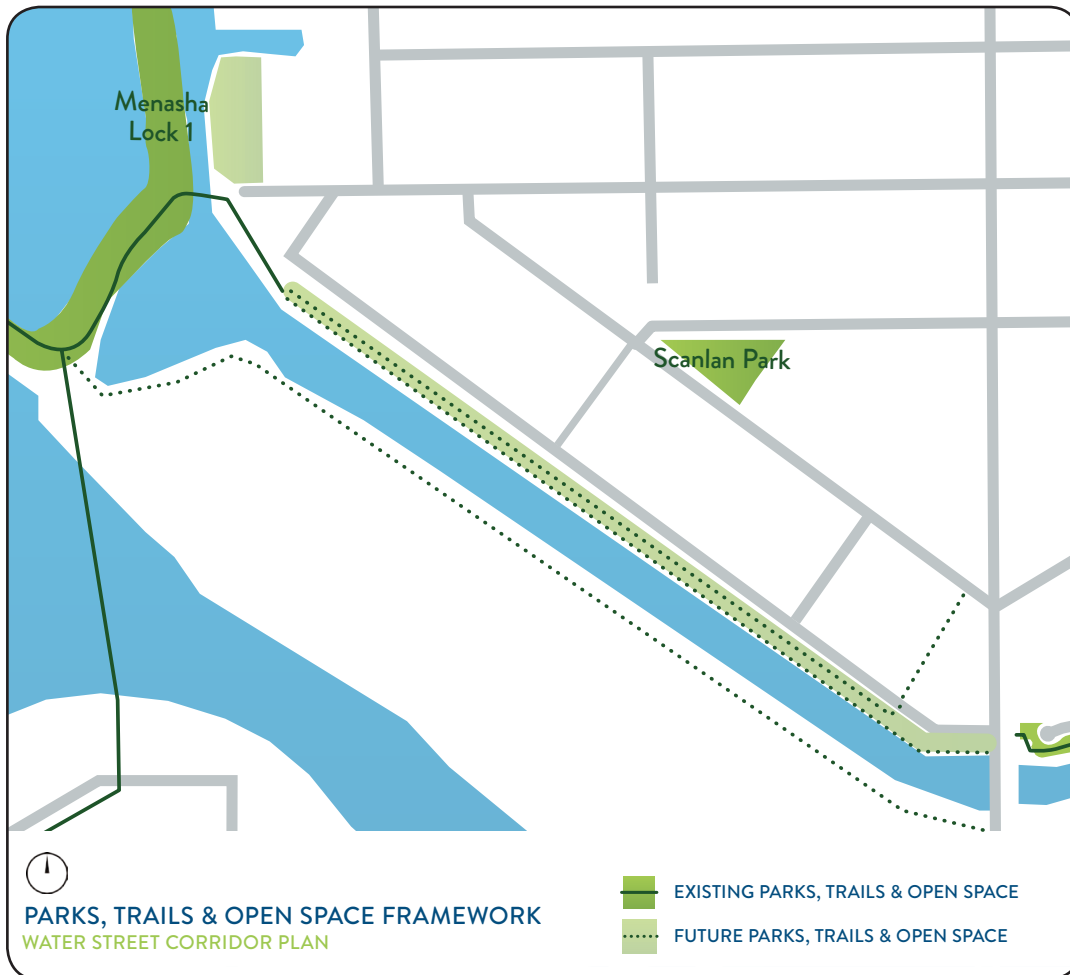 Menasha
Lock 1
Scanlan Park
PARKS, TRAILS & OPEN SPACE FRAMEWORK
WATER STREET CORRIDOR PLAN
EXISTING PARKS, TRAILS & OPEN SPACE
FUTURE PARKS, TRAILS & OPEN SPACE